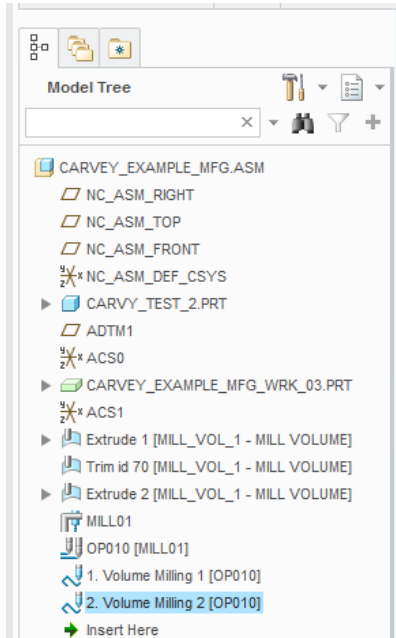 Model Tree
CARVEY_EXAMPLE_MFG.ASM
NC_ASM_RIGHT
NC_ASM_TOP
NC_ASM_FRONT
NC_ASM_DEF_CSYS
CARVY_TEST_2.PRT
ADTM1
ACS0
CARVEY_EXAMPLE_MFG_WRK_03.PRT
ACS1
Extrude 1 [MILL_VOL_1 - MILL VOLUME]
Trim id 70 [MILL_VOL_1 - MILL VOLUME]
Extrude 2 [MILL_VOL_1 - MILL VOLUME]
MILL01
OP010 [MILL01]
1. Volume Milling 1 [OP010]
2. Volume Milling 2 [OP010]
Insert Here